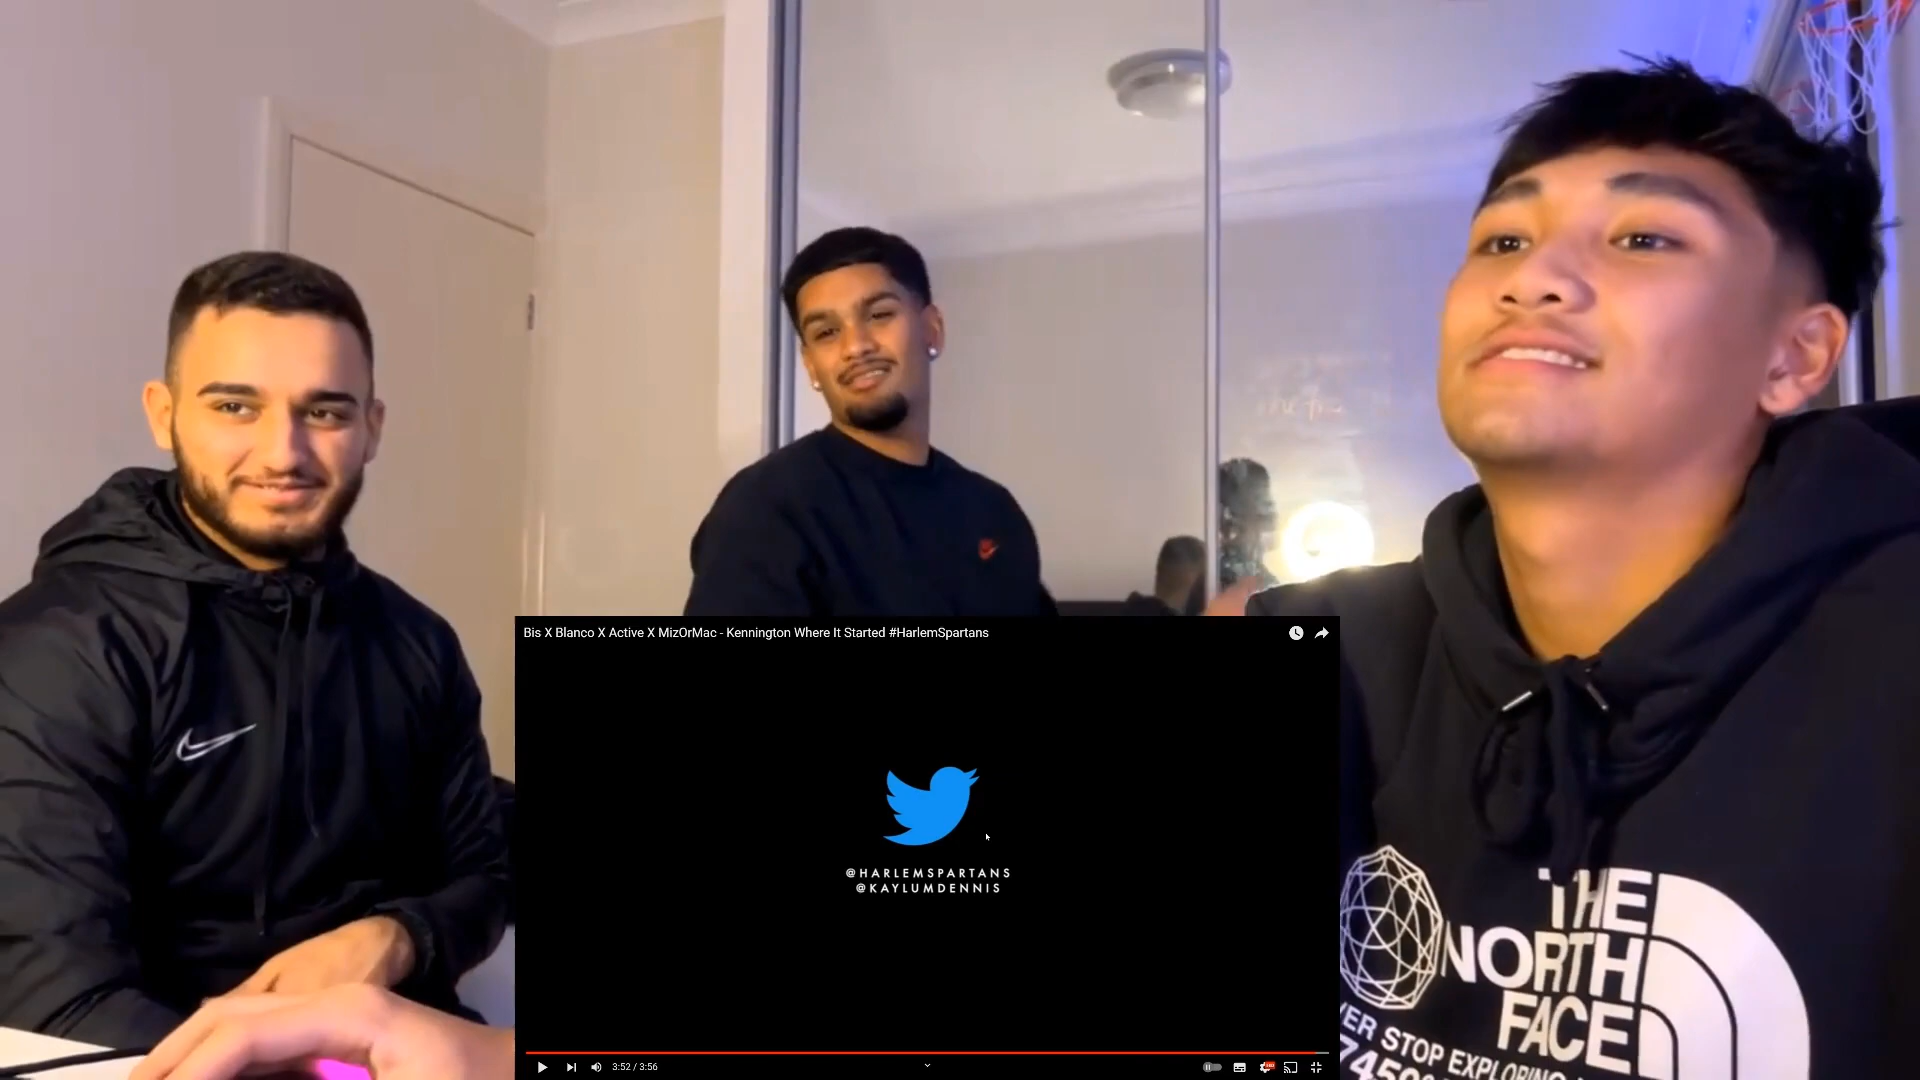 Bis X Blanco X Active X MizOrMac - Kennington Where It Started #HarlemSpartans
@HARLEMSPARTANS
@KAYLUMDENNIS
3:52 / 3:56
THE
NORTH
FACE
STOP EXPLORING